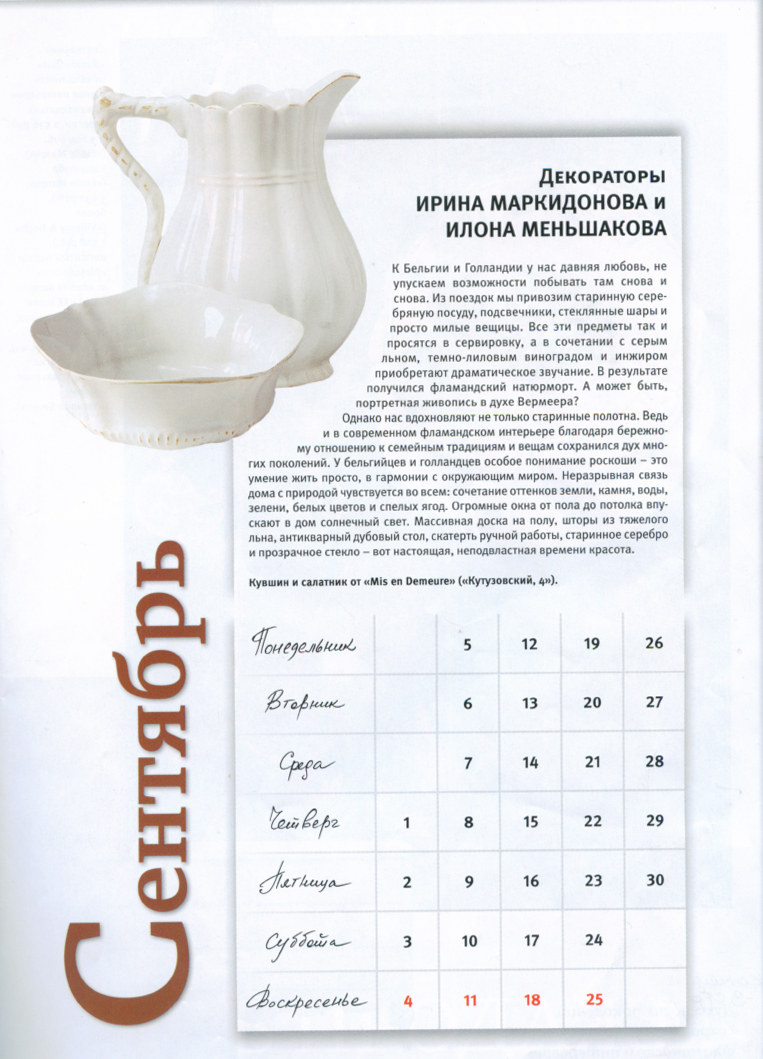 Декораторы
ИРИНА МАРКИДОНОВА и
ИЛОНА МЕНЬШАКОВА
К Бельгии и Голландии у нас давняя любовь, не
упускаем возможности побывать там снова и
снова. Из поездок мы привозим старинную сере-
бряную посуду, подсвечники, стеклянные шары и
просто милые вещицы. Все эти предметы так и
просятся в сервировку, а в сочетании с серым
льном, темно-лиловым виноградом и инжиром
приобретают драматическое звучание. В результате
получился фламандский натюрморт. А может быть,
портретная живопись в духе Вермеера?
Однако нас вдохновляют не только старинные полотна. Ведь
и в современном фламандском интерьере благодаря бережно-
му отношению к семейным традициям и вещам сохранился дух мно-
гих поколений. У бельгийцев и голландцев особое понимание роскоши – это
умение жить просто, в гармонии с окружающим миром. Неразрывная связь
дома с природой чувствуется во всем: сочетание оттенков земли, камня, воды,
зелени, белых цветов и спелых ягод. Огромные окна от пола до потолка впу-
скают в дом солнечный свет. Массивная доска на полу, шторы из тяжелого
льна, антикварный дубовый стол, скатерть ручной работы, старинное серебро
и прозрачное стекло – вот настоящая, неподвластная времени красота.
Кувшин и салатник от «Mis en Demeure» («Кутузовский, 4»).
Сентябрь
Понедельник 5 12 19 26
Вторник 6 13 20 27
Среда 7 14 21 28
Четверг 1 8 15 22 29
Пятница 2 9 16 23 30
Суббота 3 10 17 24
Воскресенье 4 11 18 25